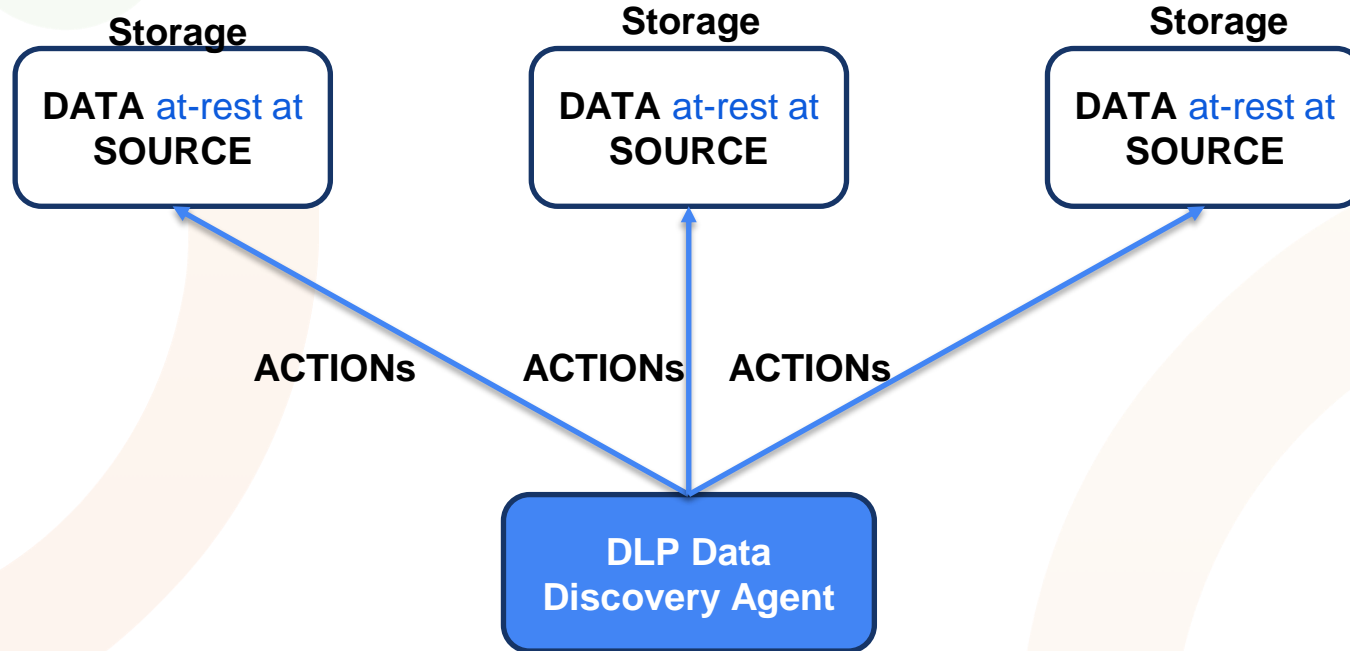 Storage
Storage
Storage
DATA at-rest at
SOURCE
DATA at-rest at
SOURCE
DATA at-rest at
SOURCE
ACTIONs
ACTIONs
ACTIONs
DLP Data
Discovery Agent